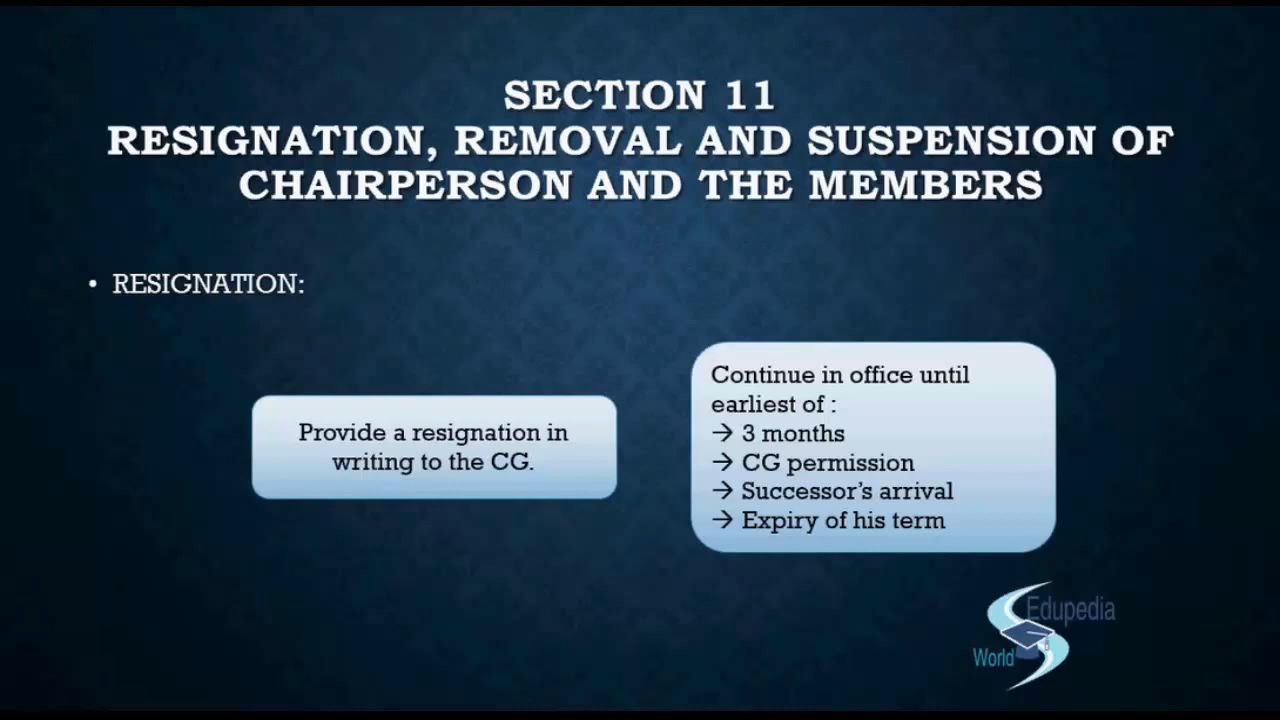 SECTION 11
RESIGNATION, REMOVAL AND SUSPENSION OF
CHAIRPERSON AND THE MEMBERS
• RESIGNATION:
Provide a resignation in
writing to the CG.
Continue in office until
earliest of :
→ 3 months
→ CG permission
→ Successor’s arrival
→ Expiry of his term
Edupedia
World